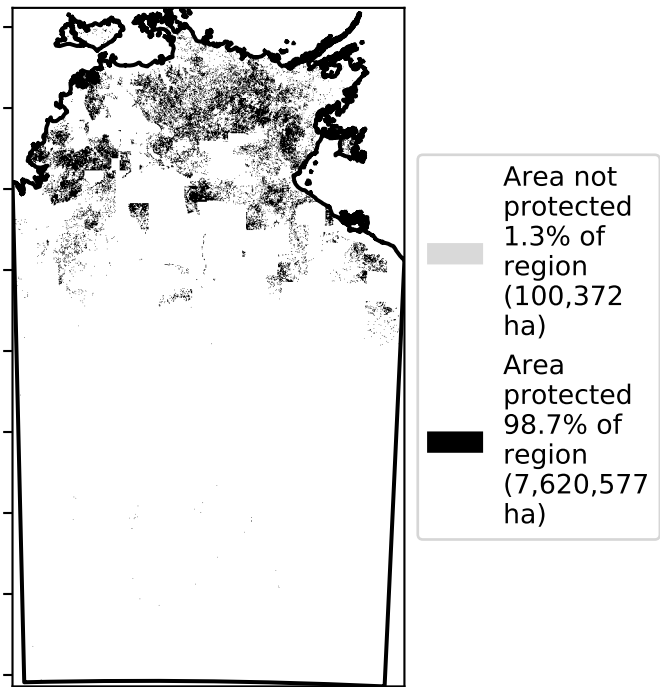 Area not
protected
1.3% of
region
(100,372
ha)
Area
protected
98.7% of
region
(7,620,577
ha)